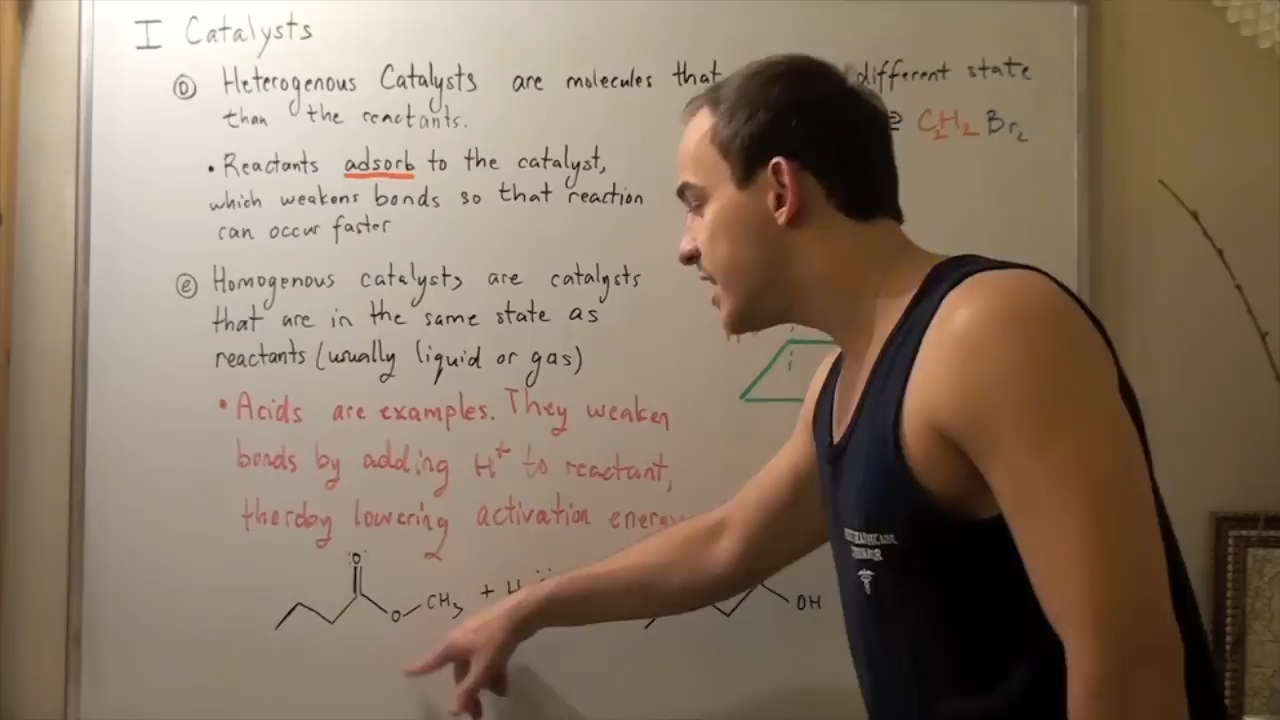 I Catalysts
⓪ Heterogenous Catalysts are molecules that different state
than the reactants.
C2H2 Br2
• Reactants adsorb to the catalyst,
which weakens bonds so that reaction
can occur faster
ⓔ Homogenous catalysts are catalysts
that are in the same state as
reactants (usually liquid or gas)
• Acids are examples. They weaken
bonds by adding H+ to reactant,
thereby lowering activation energy
:O:
O CH3 + H OH